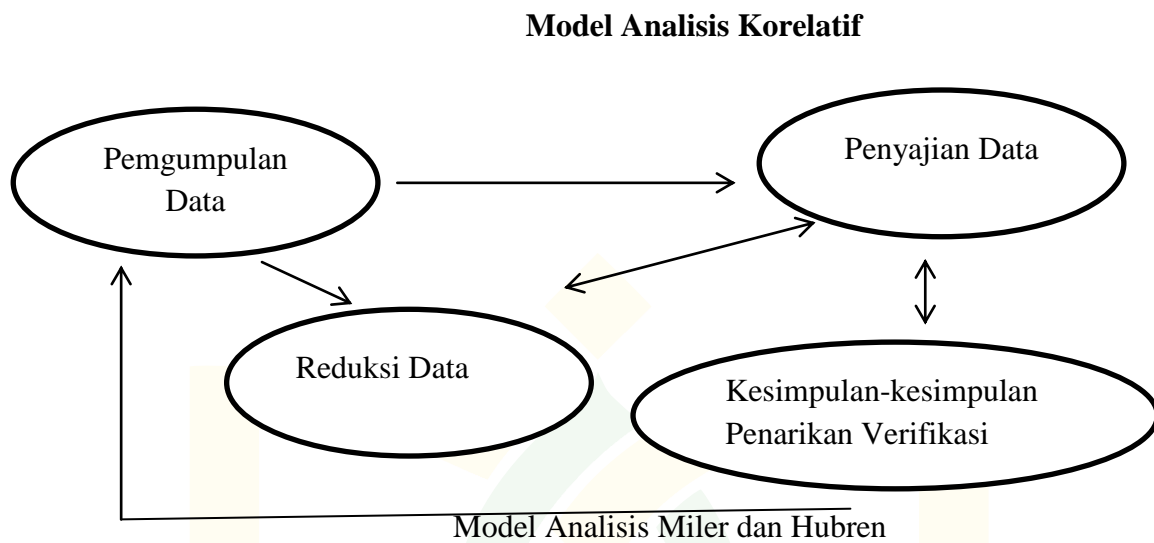 Model Analisis Korelatif
Pemgumpulan
Data
Penyajian Data
Reduksi Data
Kesimpulan-kesimpulan
Penarikan Verifikasi
Model Analisis Miler dan Hubren